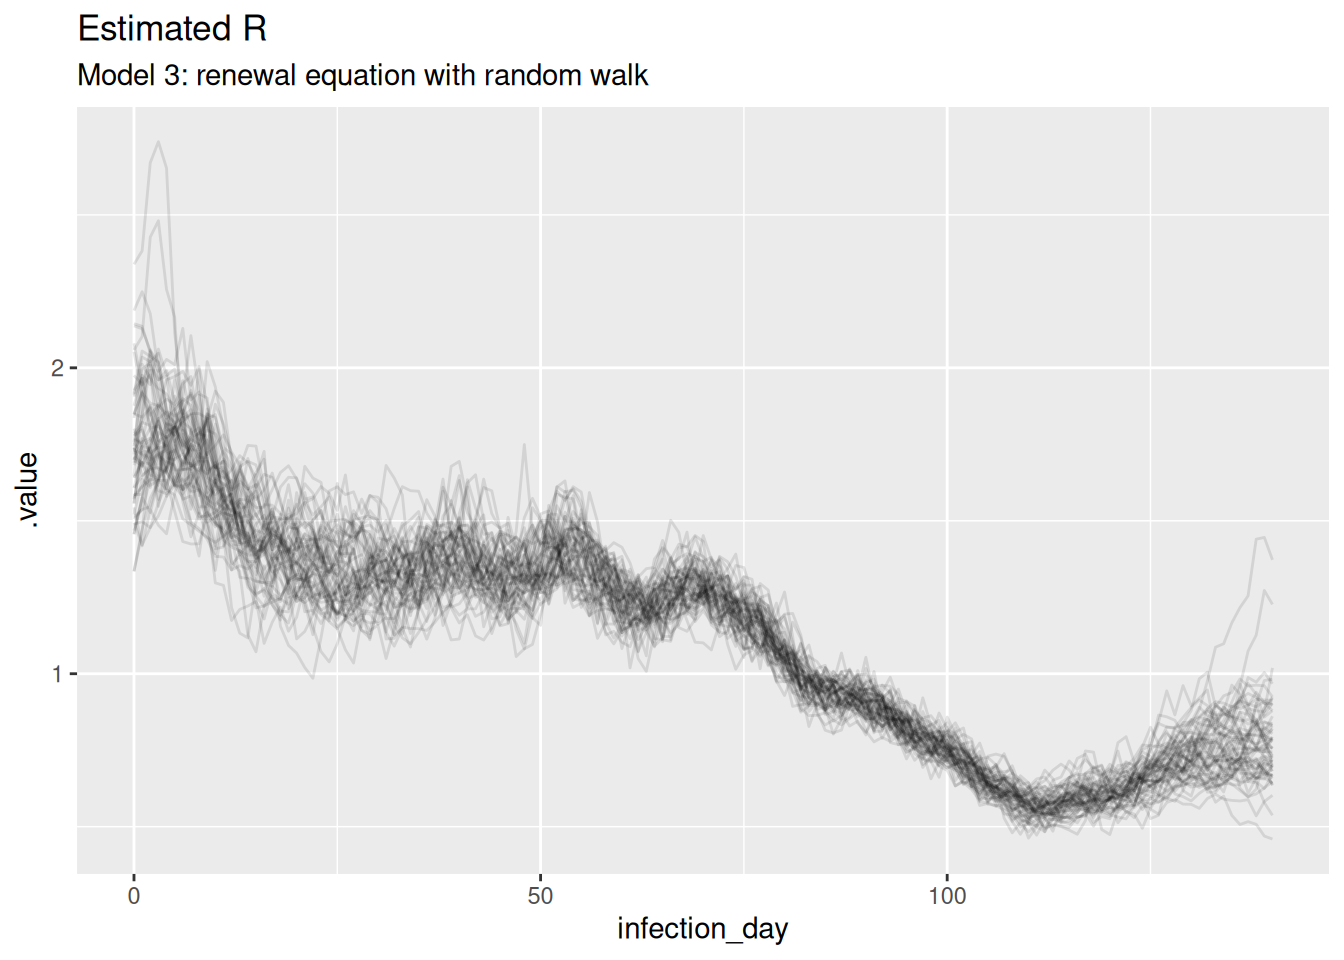 Estimated R
Model 3: renewal equation with random walk
.value
2
1
0
50
100
infection_day